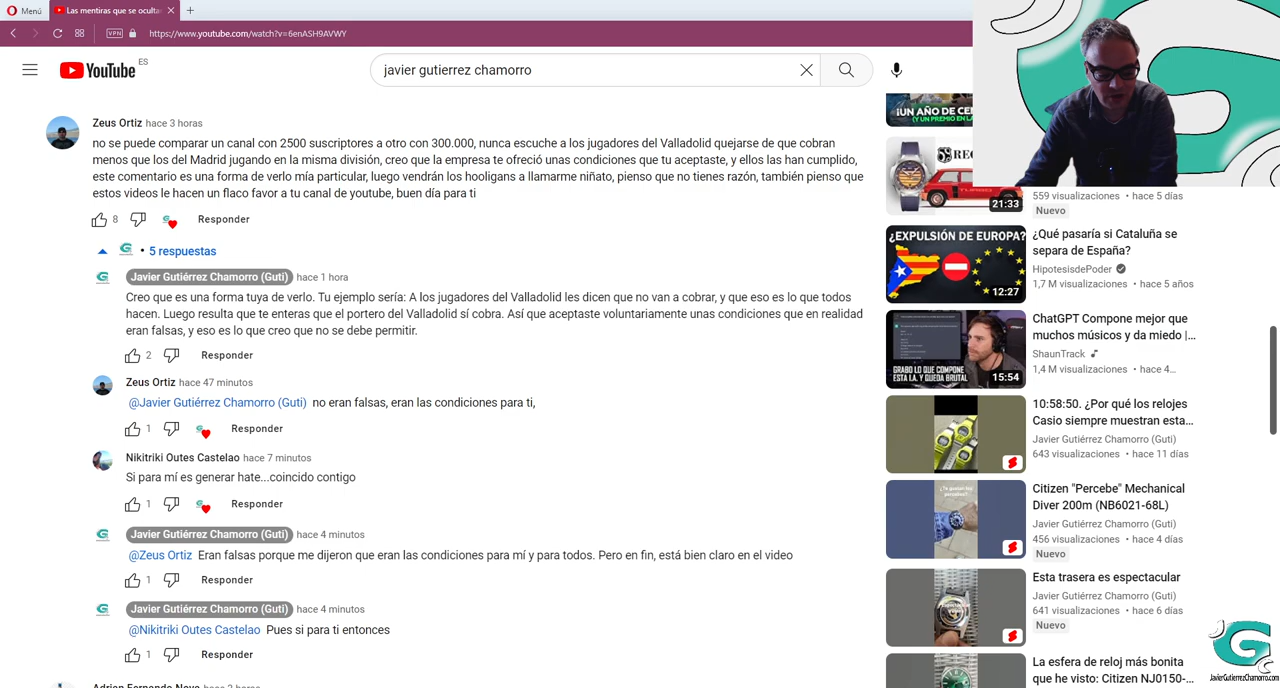 Menú
Las mentiras que se oculta
VPN
https://www.youtube.com/watch?v=6enASH9AVWY
YouTube
ES
javier gutierrez chamorro
Zeus Ortiz hace 3 horas
no se puede comparar un canal con 2500 suscriptores a otro con 300.000, nunca escuche a los jugadores del Valladolid quejarse de que cobran
menos que los del Madrid jugando en la misma división, creo que la empresa te ofreció unas condiciones que tu aceptaste, y ellos las han cumplido,
este comentario es una forma de verlo mía particular, luego vendrán los hooligans a llamarme niñato, pienso que no tienes razón, también pienso que
estos videos le hacen un flaco favor a tu canal de youtube, buen día para ti
8
Responder
5 respuestas
Javier Gutiérrez Chamorro (Guti) hace 1 hora
Creo que es una forma tuya de verlo. Tu ejemplo sería: A los jugadores del Valladolid les dicen que no van a cobrar, y que eso es lo que todos
hacen. Luego resulta que te enteras que el portero del Valladolid sí cobra. Así que aceptaste voluntariamente unas condiciones que en realidad
eran falsas, y eso es lo que creo que no se debe permitir.
2
Responder
Zeus Ortiz hace 47 minutos
@Javier Gutiérrez Chamorro (Guti) no eran falsas, eran las condiciones para ti,
1
Responder
Nikitriki Outes Castelao hace 7 minutos
Si para mí es generar hate...coincido contigo
1
Responder
Javier Gutiérrez Chamorro (Guti) hace 4 minutos
@Zeus Ortiz Eran falsas porque me dijeron que eran las condiciones para mí y para todos. Pero en fin, está bien claro en el video
1
Responder
Javier Gutiérrez Chamorro (Guti) hace 4 minutos
@Nikitriki Outes Castelao Pues si para ti entonces
1
Responder
UN AÑO DE CE
(Y UN PREMIO EN LA
REC
21:33
559 visualizaciones • hace 5 días
Nuevo
¿EXPULSIÓN DE EUROPA?
12:27
¿Qué pasaría si Cataluña se
separa de España?
HipotesisdePoder
1,7 M visualizaciones • hace 5 años
GRABO LO QUE COMPONE
ESTA I.A. Y QUEDA BRUTAL
15:54
ChatGPT Compone mejor que
muchos músicos y da miedo |...
ShaunTrack
1,4 M visualizaciones • hace 4...
10:58:50. ¿Por qué los relojes
Casio siempre muestran esta...
Javier Gutiérrez Chamorro (Guti)
643 visualizaciones • hace 11 días
Citizen "Percebe" Mechanical
Diver 200m (NB6021-68L)
Javier Gutiérrez Chamorro (Guti)
456 visualizaciones • hace 4 días
Nuevo
Esta trasera es espectacular
Javier Gutiérrez Chamorro (Guti)
641 visualizaciones • hace 6 días
Nuevo
La esfera de reloj más bonita
que he visto: Citizen NJ0150-...
JavierGutierrezChamorro.com